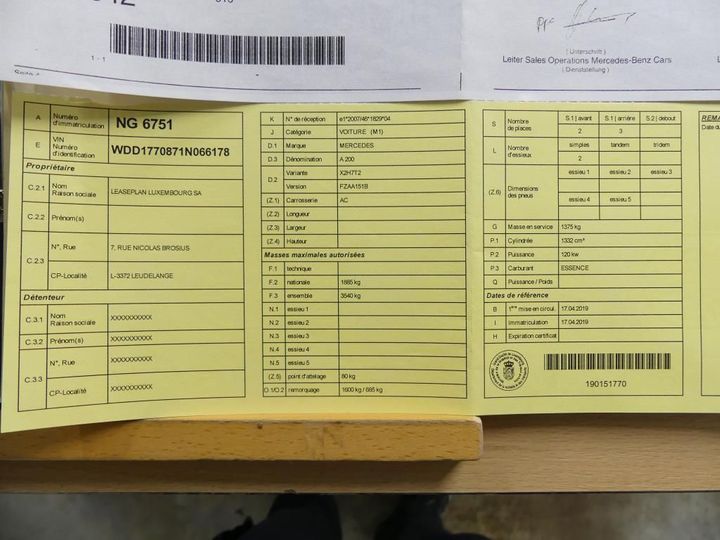 ( Unterschrift )
Leiter Sales Operations Mercedes-Benz Cars
( Dienststellung )
1 - 1
A Numéro d'immatriculation NG 6751
E VIN Numéro d'identification WDD1770871N066178
Propriétaire
C.2.1 Nom Raison sociale LEASEPLAN LUXEMBOURG SA
C.2.2 Prénom(s)
C.2.3 N°, Rue 7, RUE NICOLAS BROSIUS
CP-Localité L-3372 LEUDELANGE
Détenteur
C.3.1 Nom Raison sociale XXXXXXXXXX
C.3.2 Prénom(s) XXXXXXXXXX
C.3.3 N°, Rue XXXXXXXXXX
CP-Localité XXXXXXXXXX
K N° de réception e1*2007/46*1829*04
J Catégorie VOITURE (M1)
D.1 Marque MERCEDES
D.3 Dénomination A 200
D.2 Variante X2H7T2
Version FZAA151B
(Z.1) Carrosserie AC
(Z.2) Longueur
(Z.3) Largeur
(Z.4) Hauteur
Masses maximales autorisées
F.1 technique
F.2 nationale 1885 kg
F.3 ensemble 3540 kg
N.1 essieu 1
N.2 essieu 2
N.3 essieu 3
N.4 essieu 4
N.5 essieu 5
(Z.5) point d'attelage 80 kg
O.1/O.2 remorquage 1600 kg / 685 kg
S Nombre de places S.1 | avant S.1 | arrière S.2 | debout
2 3
L Nombre d'essieux simples tandem tridem
2
(Z.6) Dimensions des pneus essieu 1 essieu 2 essieu 3
essieu 4 essieu 5
G Masse en service 1375 kg
P.1 Cylindrée 1332 cm³
P.2 Puissance 120 kw
P.3 Carburant ESSENCE
Q Puissance / Poids
Dates de référence
B 1ère mise en circul. 17.04.2019
I Immatriculation 17.04.2019
H Expiration certificat
190151770